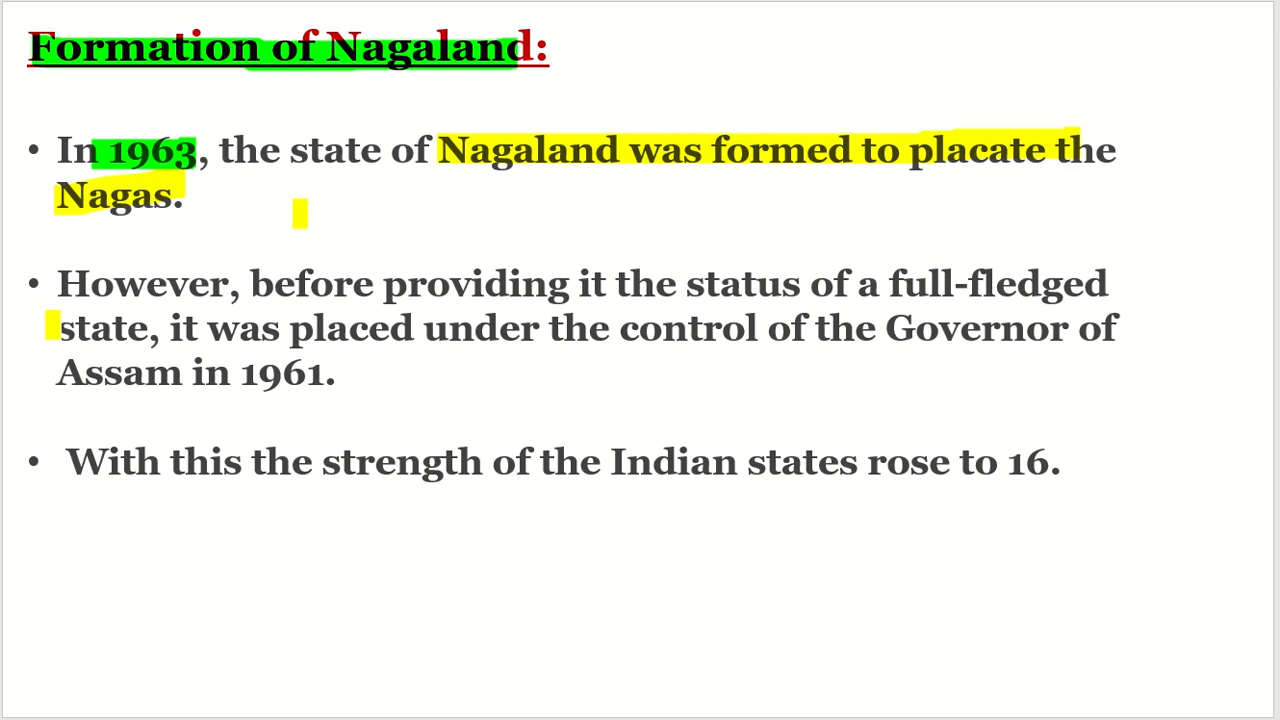 Formation of Nagaland:
• In 1963, the state of Nagaland was formed to placate the
Nagas.
• However, before providing it the status of a full-fledged
state, it was placed under the control of the Governor of
Assam in 1961.
• With this the strength of the Indian states rose to 16.